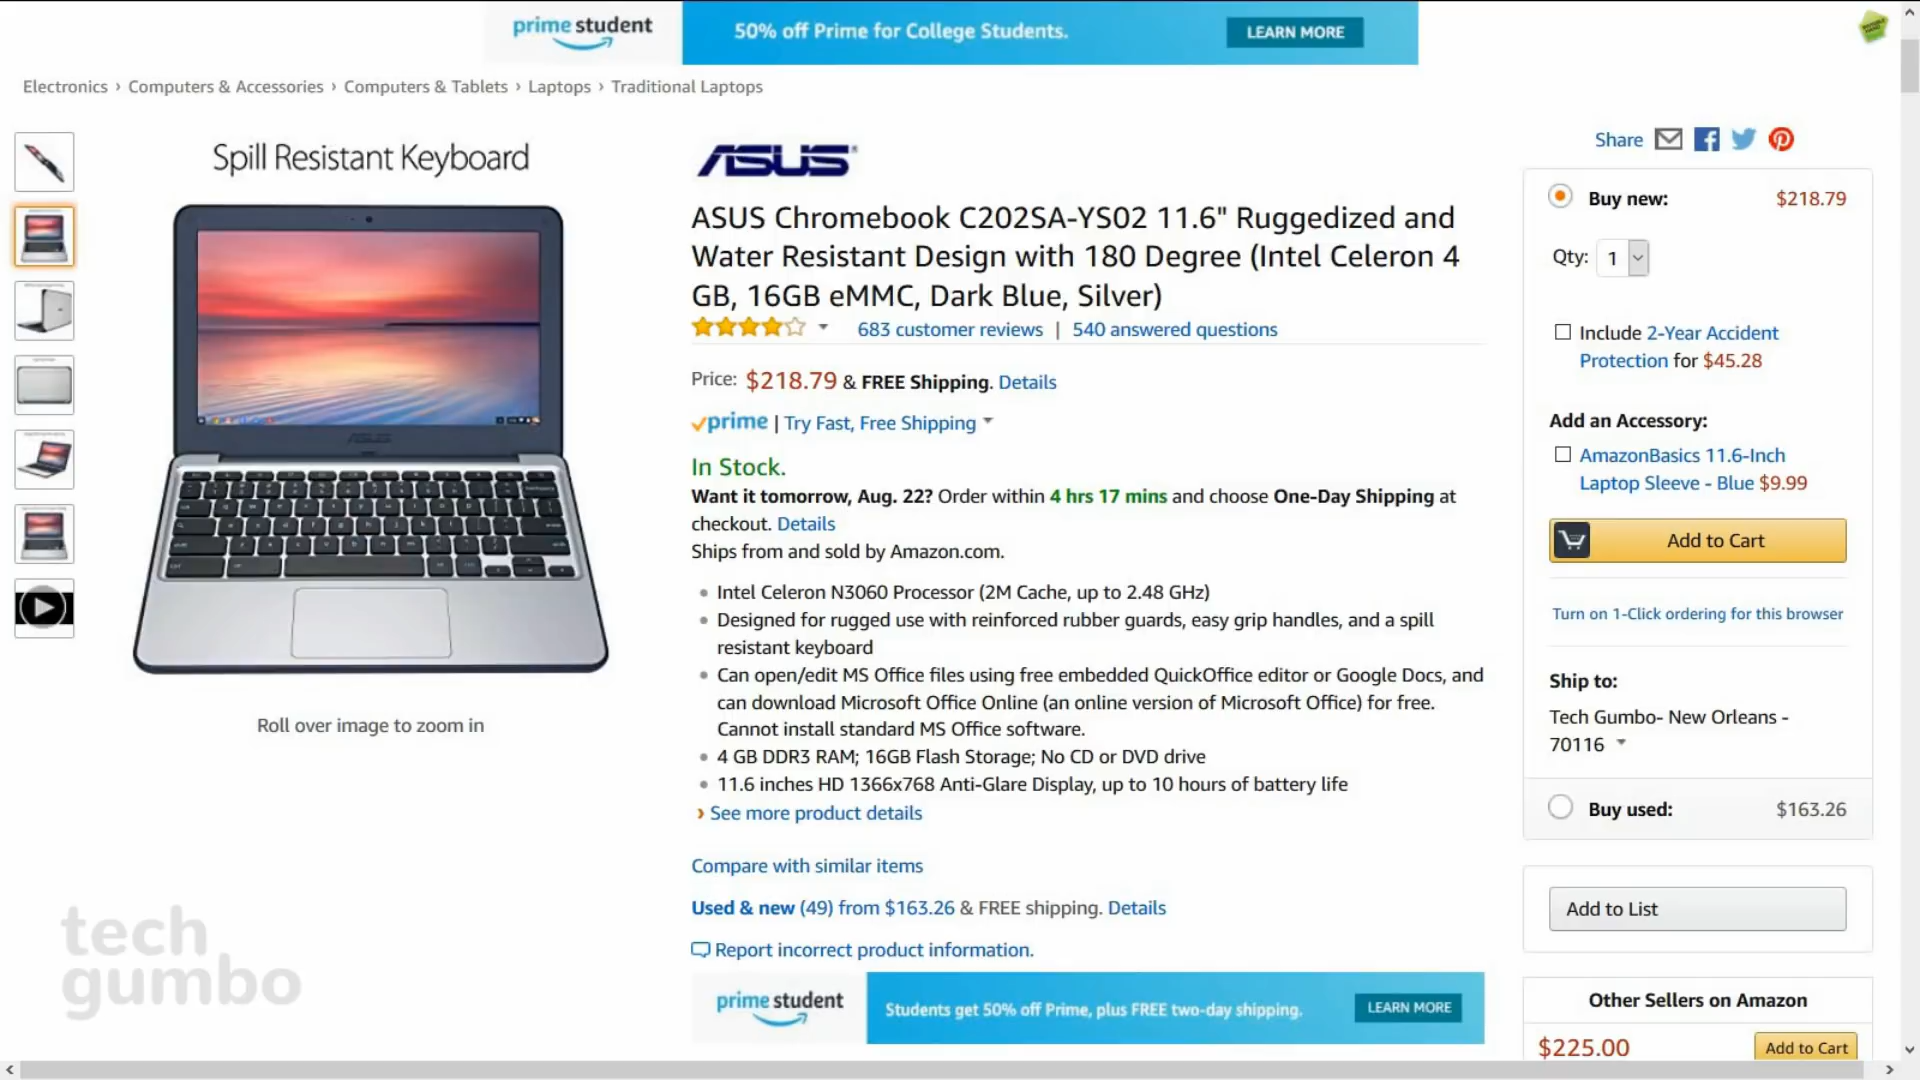 prime student
50% off Prime for College Students.
LEARN MORE
Electronics › Computers & Accessories › Computers & Tablets › Laptops › Traditional Laptops
Spill Resistant Keyboard
ASUS
Roll over image to zoom in
ASUS
ASUS Chromebook C202SA-YS02 11.6" Ruggedized and
Water Resistant Design with 180 Degree (Intel Celeron 4
GB, 16GB eMMC, Dark Blue, Silver)
683 customer reviews | 540 answered questions
Price: $218.79 & FREE Shipping. Details
prime | Try Fast, Free Shipping
In Stock.
Want it tomorrow, Aug. 22? Order within 4 hrs 17 mins and choose One-Day Shipping at
checkout. Details
Ships from and sold by Amazon.com.
Intel Celeron N3060 Processor (2M Cache, up to 2.48 GHz)
Designed for rugged use with reinforced rubber guards, easy grip handles, and a spill
resistant keyboard
Can open/edit MS Office files using free embedded QuickOffice editor or Google Docs, and
can download Microsoft Office Online (an online version of Microsoft Office) for free.
Cannot install standard MS Office software.
4 GB DDR3 RAM; 16GB Flash Storage; No CD or DVD drive
11.6 inches HD 1366x768 Anti-Glare Display, up to 10 hours of battery life
› See more product details
Compare with similar items
Used & new (49) from $163.26 & FREE shipping. Details
Report incorrect product information.
prime student
Students get 50% off Prime, plus FREE two-day shipping.
LEARN MORE
Share
Buy new: $218.79
Qty: 1
Include 2-Year Accident
Protection for $45.28
Add an Accessory:
AmazonBasics 11.6-Inch
Laptop Sleeve - Blue $9.99
Add to Cart
Turn on 1-Click ordering for this browser
Ship to:
Tech Gumbo- New Orleans -
70116
Buy used: $163.26
Add to List
Other Sellers on Amazon
$225.00
Add to Cart
tech
gumbo